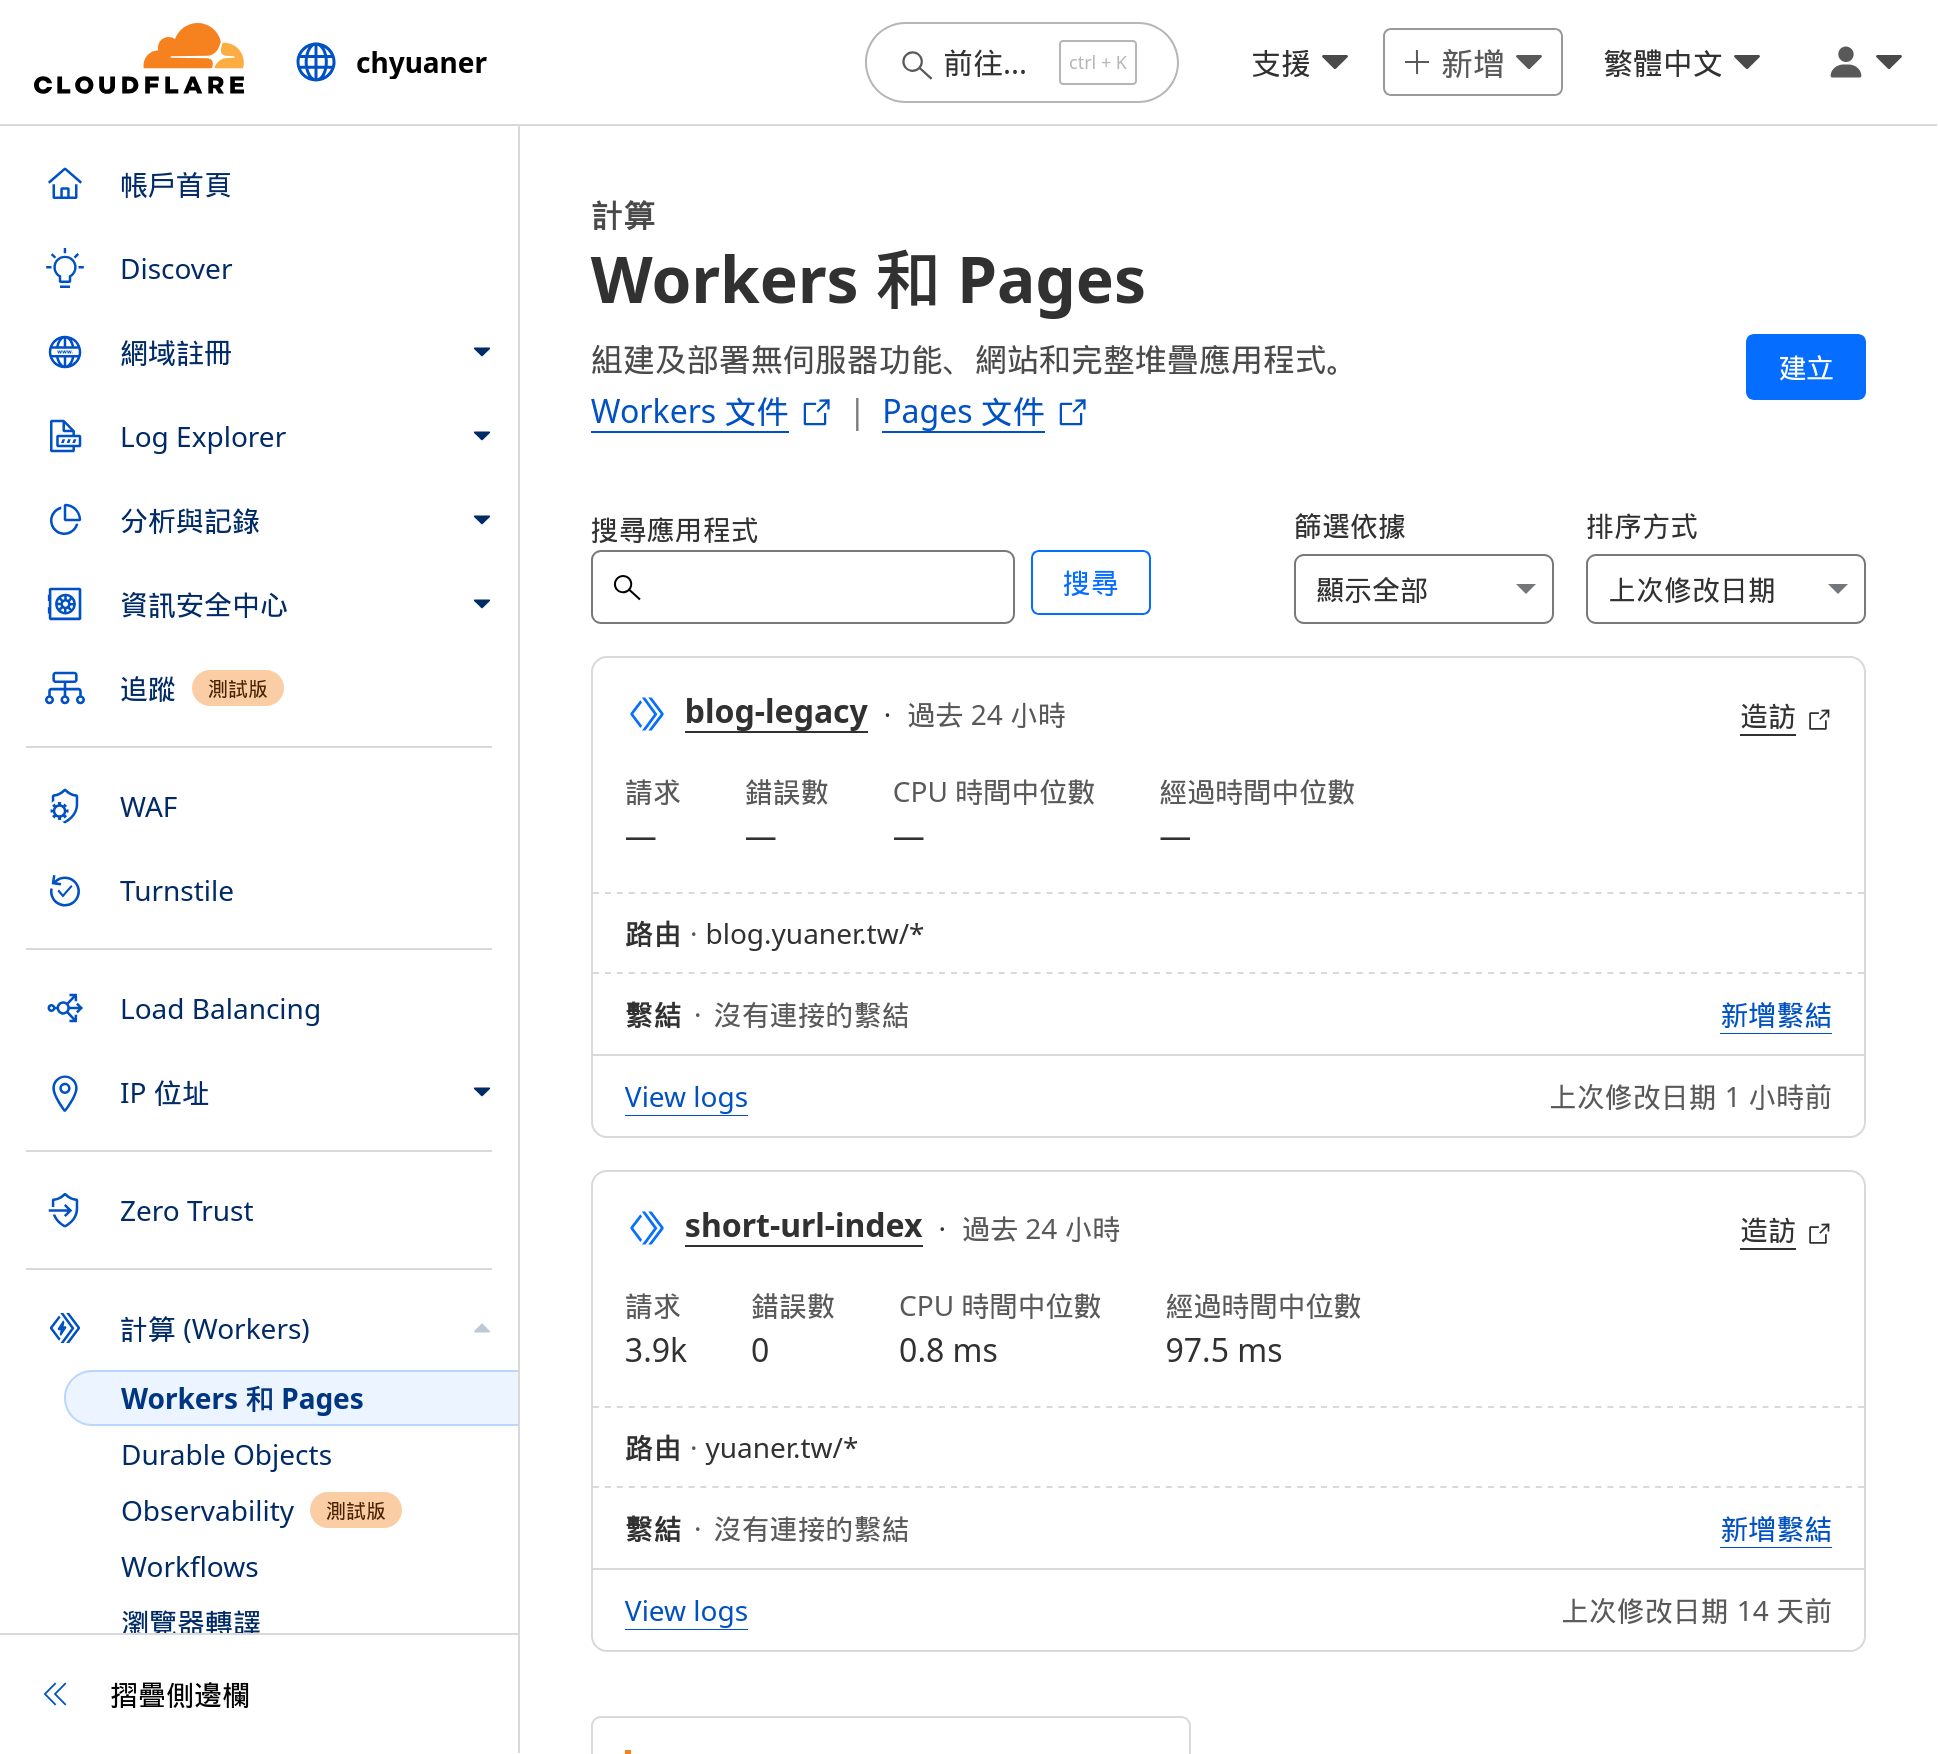 CLOUDFLARE
chyuaner
前往...
ctrl + K
支援
新增
繁體中文
帳戶首頁
Discover
網域註冊
Log Explorer
分析與記錄
資訊安全中心
追蹤 測試版
WAF
Turnstile
Load Balancing
IP 位址
Zero Trust
計算 (Workers)
Workers 和 Pages
Durable Objects
Observability 測試版
Workflows
瀏覽器轉譯
摺疊側邊欄
計算
Workers 和 Pages
組建及部署無伺服器功能、網站和完整堆疊應用程式。
建立
Workers 文件 | Pages 文件
搜尋應用程式
搜尋
篩選依據
顯示全部
排序方式
上次修改日期
blog-legacy · 過去 24 小時
造訪
請求 錯誤數 CPU 時間中位數 經過時間中位數
— — — —
路由 · blog.yuaner.tw/*
繫結 · 沒有連接的繫結
新增繫結
View logs
上次修改日期 1 小時前
short-url-index · 過去 24 小時
造訪
請求 錯誤數 CPU 時間中位數 經過時間中位數
3.9k 0 0.8 ms 97.5 ms
路由 · yuaner.tw/*
繫結 · 沒有連接的繫結
新增繫結
View logs
上次修改日期 14 天前